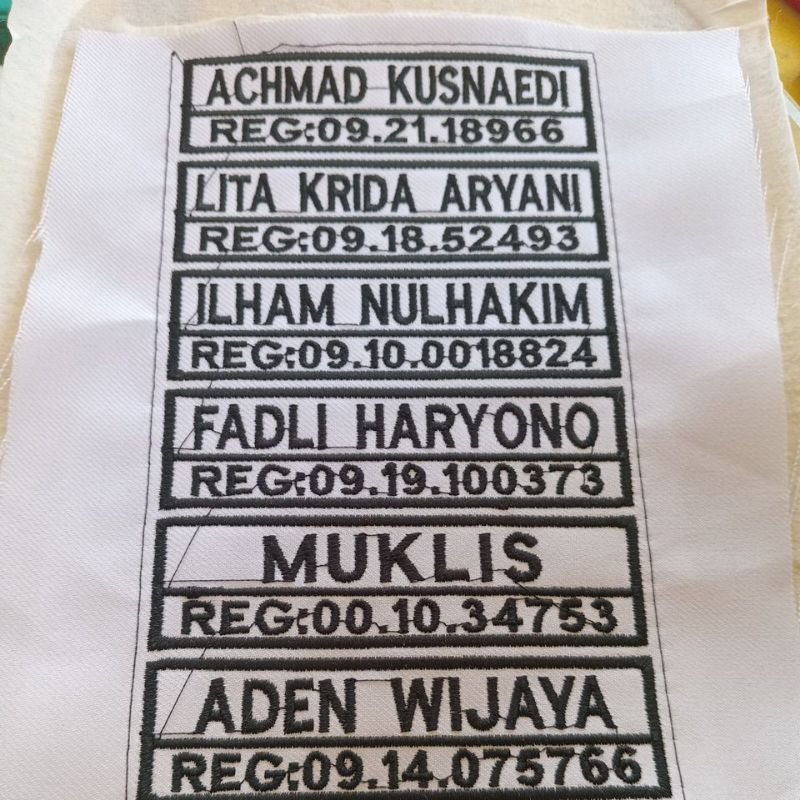 ACHMAD KUSNAEDI
REG:09.21.18966
LITA KRIDA ARYANI
REG:09.18.52493
ILHAM NULHAKIM
REG:09.10.0018824
FADLI HARYONO
REG:09.19.100373
MUKLIS
REG:00.10.34753
ADEN WIJAYA
REG:09.14.075766